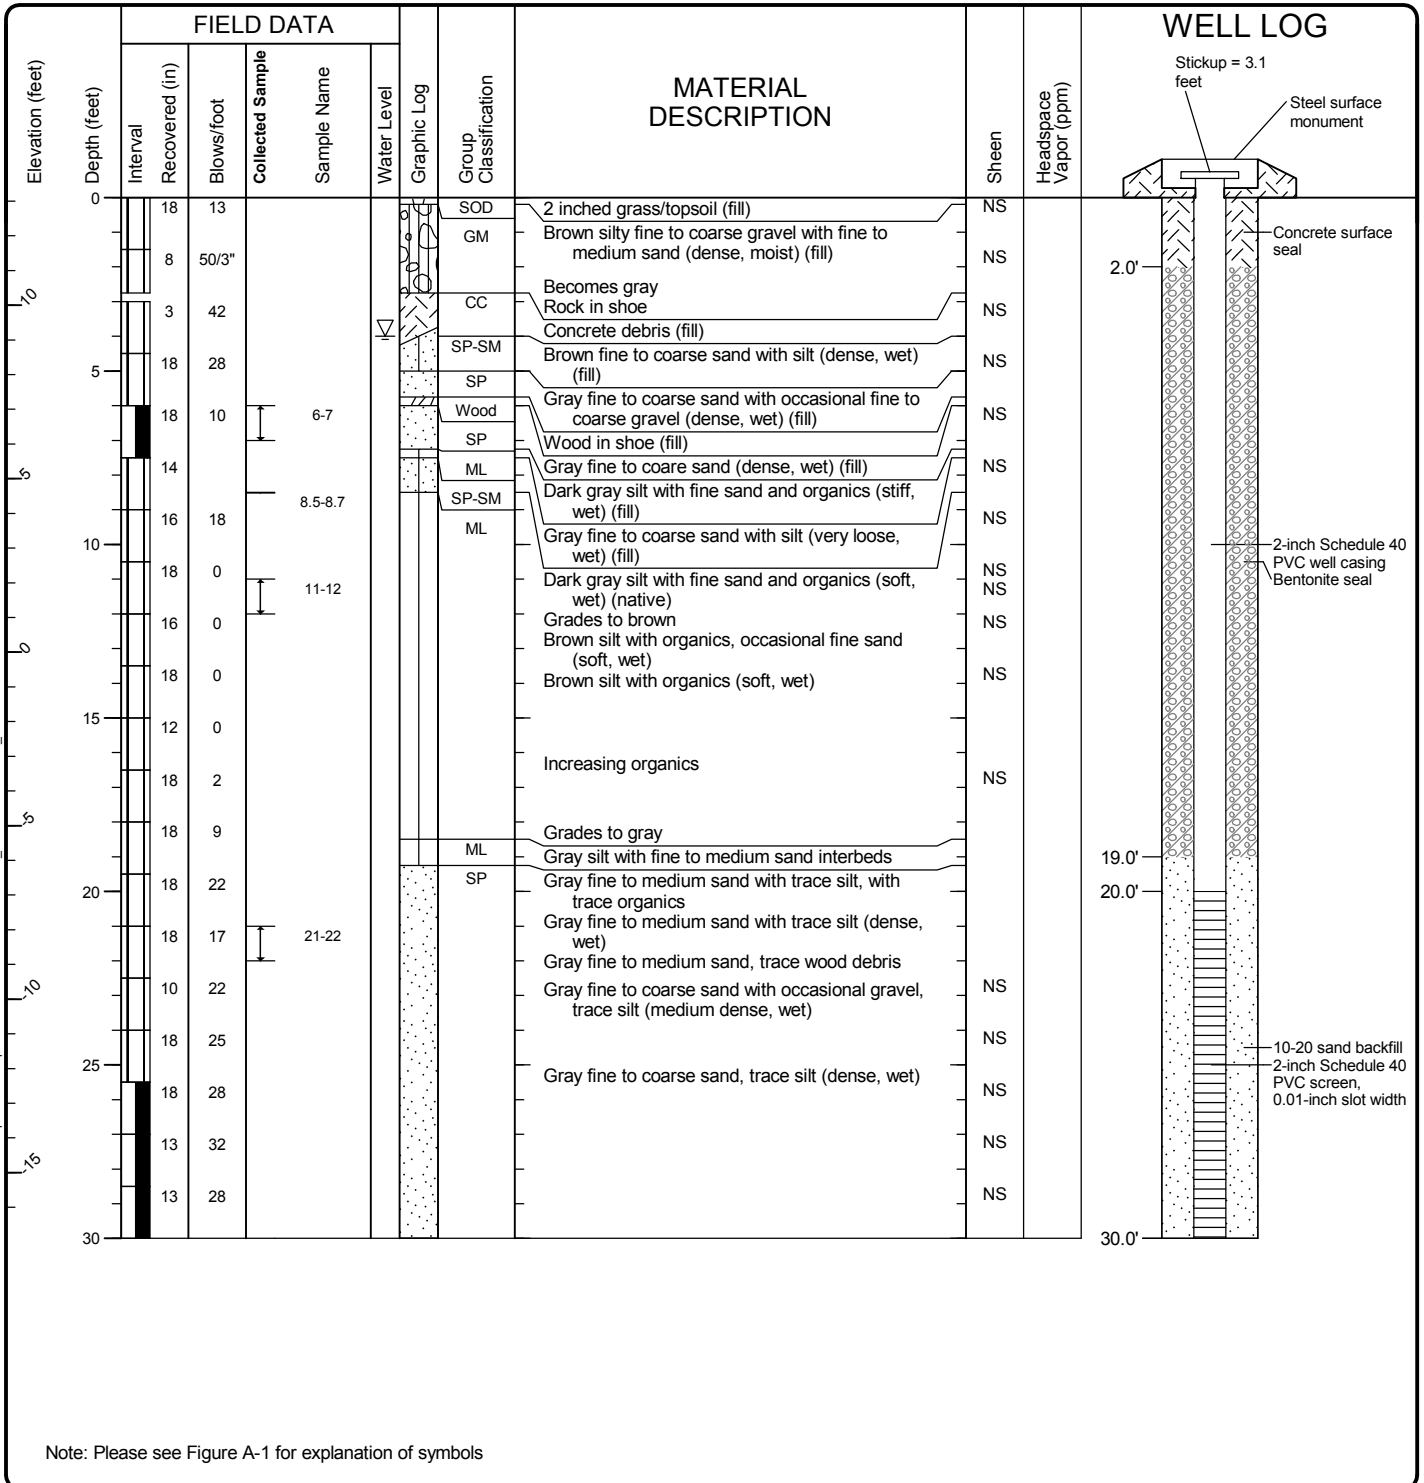 FIELD DATA
WELL LOG
Elevation (feet)
Depth (feet)
Interval
Recovered (in)
Blows/foot
Collected Sample
Sample Name
Water Level
Graphic Log
Group
Classification
MATERIAL
DESCRIPTION
Sheen
Headspace
Vapor (ppm)
Stickup = 3.1
feet
Steel surface
monument
0
18 13
SOD
2 inched grass/topsoil (fill)
NS
GM
Brown silty fine to coarse gravel with fine to
medium sand (dense, moist) (fill)
Concrete surface
seal
8 50/3"
NS
2.0'
Becomes gray
10
CC
Rock in shoe
3 42
NS
Concrete debris (fill)
SP-SM
Brown fine to coarse sand with silt (dense, wet)
(fill)
18 28
NS
5
SP
Gray fine to coarse sand with occasional fine to
coarse gravel (dense, wet) (fill)
18 10 6-7
Wood
NS
SP
Wood in shoe (fill)
14
ML
Gray fine to coare sand (dense, wet) (fill)
NS
5
8.5-8.7
SP-SM
Dark gray silt with fine sand and organics (stiff,
wet) (fill)
16 18
NS
ML
Gray fine to coarse sand with silt (very loose,
wet) (fill)
10
2-inch Schedule 40
PVC well casing
Bentonite seal
18 0
NS
Dark gray silt with fine sand and organics (soft,
wet) (native)
11-12
NS
16 0
Grades to brown
NS
Brown silt with organics, occasional fine sand
(soft, wet)
0
18 0
Brown silt with organics (soft, wet)
NS
15
12 0
Increasing organics
18 2
NS
-5
18 9
Grades to gray
ML
Gray silt with fine to medium sand interbeds
19.0'
SP
18 22
Gray fine to medium sand with trace silt, with
trace organics
20
20.0'
18 17 21-22
Gray fine to medium sand with trace silt (dense,
wet)
Gray fine to medium sand, trace wood debris
10 22
Gray fine to coarse sand with occasional gravel,
trace silt (medium dense, wet)
NS
-10
18 25
NS
10-20 sand backfill
25
2-inch Schedule 40
PVC screen,
0.01-inch slot width
Gray fine to coarse sand, trace silt (dense, wet)
18 28
NS
13 32
NS
-15
13 28
NS
30
30.0'
Note: Please see Figure A-1 for explanation of symbols